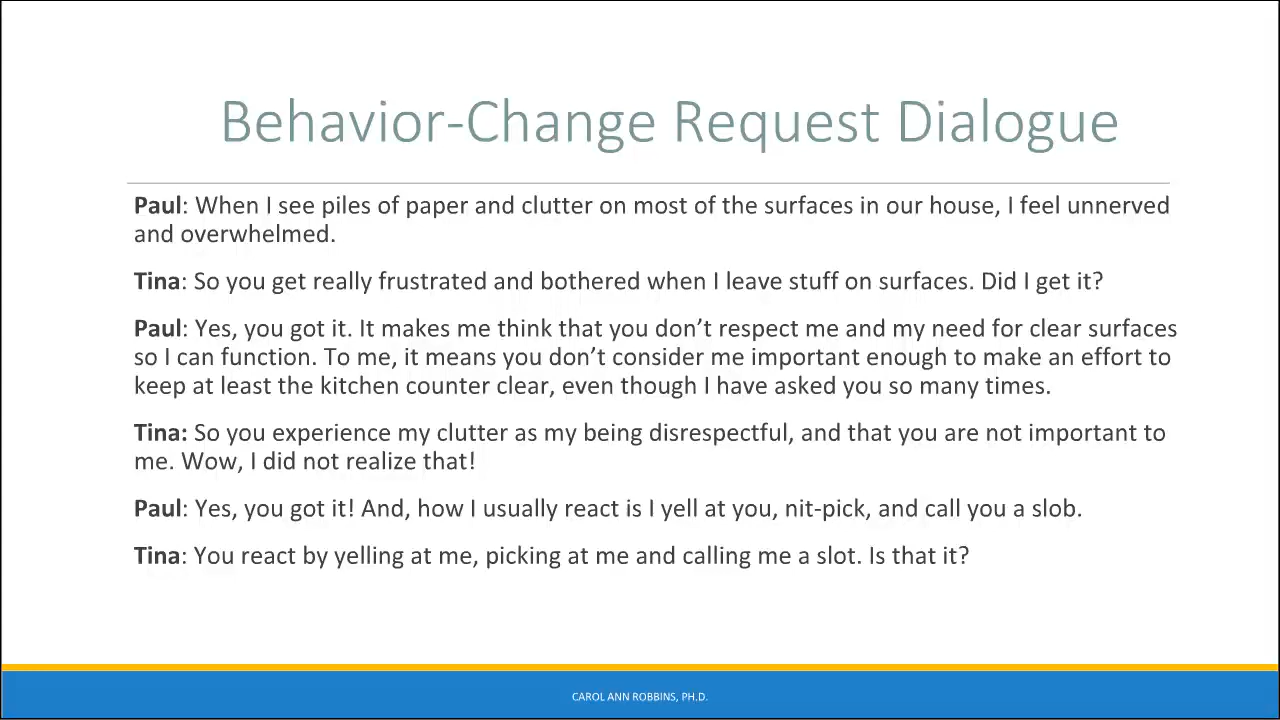 Behavior-Change Request Dialogue
Paul: When I see piles of paper and clutter on most of the surfaces in our house, I feel unnerved
and overwhelmed.
Tina: So you get really frustrated and bothered when I leave stuff on surfaces. Did I get it?
Paul: Yes, you got it. It makes me think that you don’t respect me and my need for clear surfaces
so I can function. To me, it means you don’t consider me important enough to make an effort to
keep at least the kitchen counter clear, even though I have asked you so many times.
Tina: So you experience my clutter as my being disrespectful, and that you are not important to
me. Wow, I did not realize that!
Paul: Yes, you got it! And, how I usually react is I yell at you, nit-pick, and call you a slob.
Tina: You react by yelling at me, picking at me and calling me a slot. Is that it?
CAROL ANN ROBBINS, PH.D.